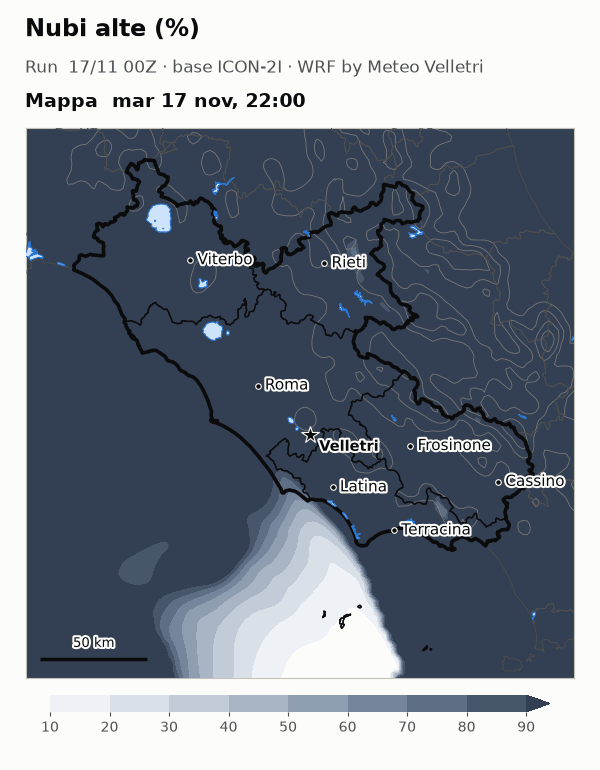 Nubi alte (%)
Run 17/11 00Z · base ICON-2I · WRF by Meteo Velletri
Mappa mar 17 nov, 22:00
Viterbo
Rieti
Roma
Velletri
Frosinone
Cassino
Latina
Terracina
50 km
10 20 30 40 50 60 70 80 90